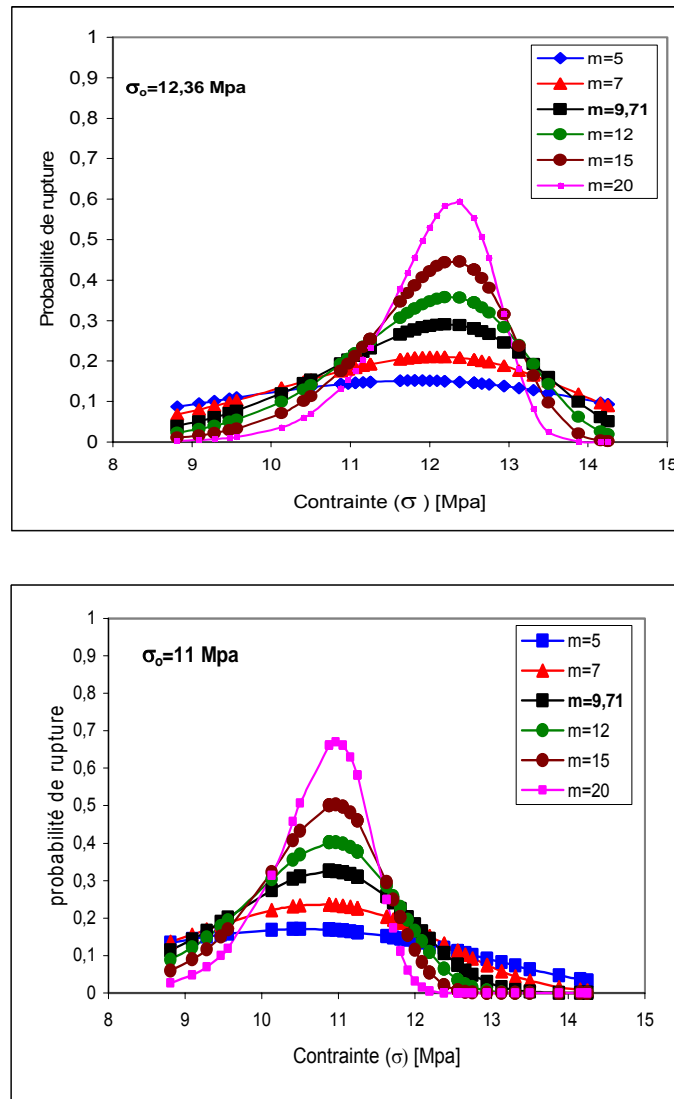 1
0,9
0,8
0,7
0,6
0,5
0,4
0,3
0,2
0,1
0
Probabilité de rupture
σo=12,36 Mpa
m=5
m=7
m=9,71
m=12
m=15
m=20
8 9 10 11 12 13 14 15
Contrainte (σ ) [Mpa]
1
0,9
0,8
0,7
0,6
0,5
0,4
0,3
0,2
0,1
0
probabilité de rupture
σo=11 Mpa
m=5
m=7
m=9,71
m=12
m=15
m=20
8 9 10 11 12 13 14 15
Contrainte (σ) [Mpa]